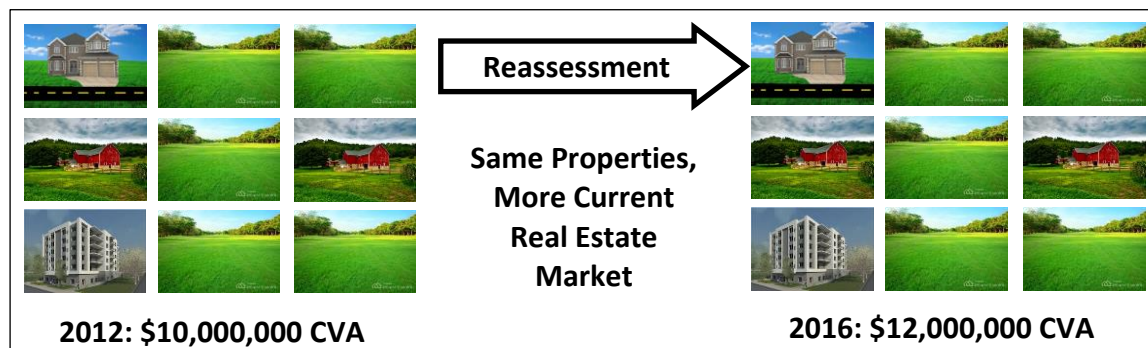 Reassessment
Same Properties,
More Current
Real Estate
Market
2012: $10,000,000 CVA
2016: $12,000,000 CVA